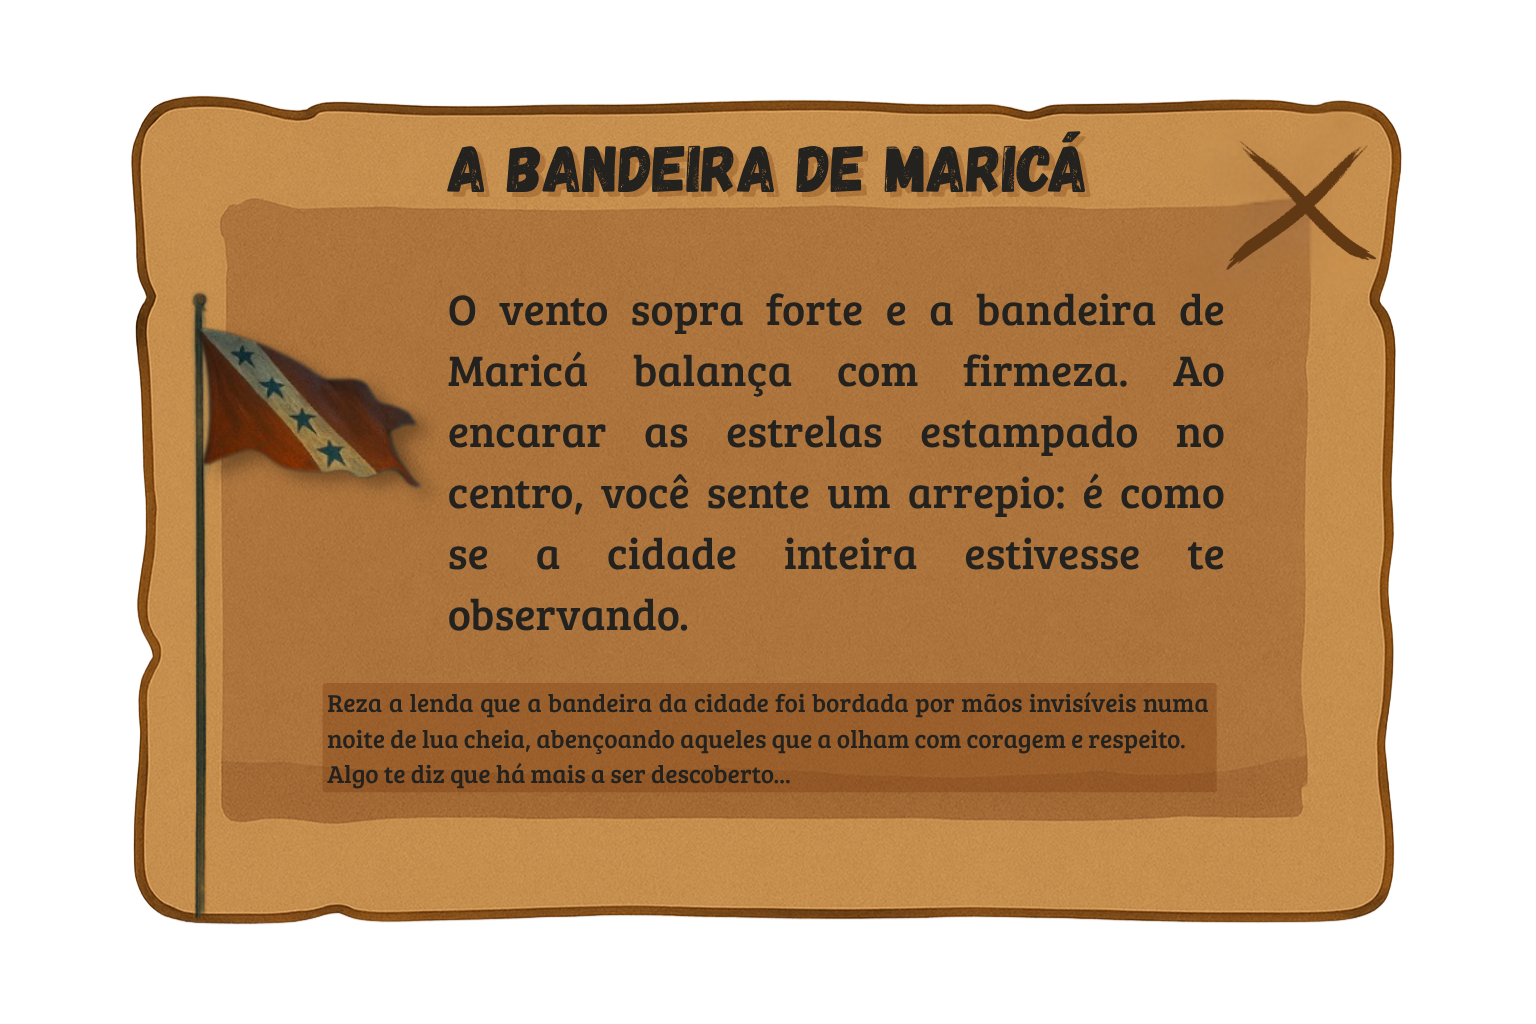 A BANDEIRA DE MARICÁ
O vento sopra forte e a bandeira de
Maricá balança com firmeza. Ao
encarar as estrelas estampado no
centro, você sente um arrepio: é como
se a cidade inteira estivesse te
observando.
Reza a lenda que a bandeira da cidade foi bordada por mãos invisíveis numa
noite de lua cheia, abençoando aqueles que a olham com coragem e respeito.
Algo te diz que há mais a ser descoberto...